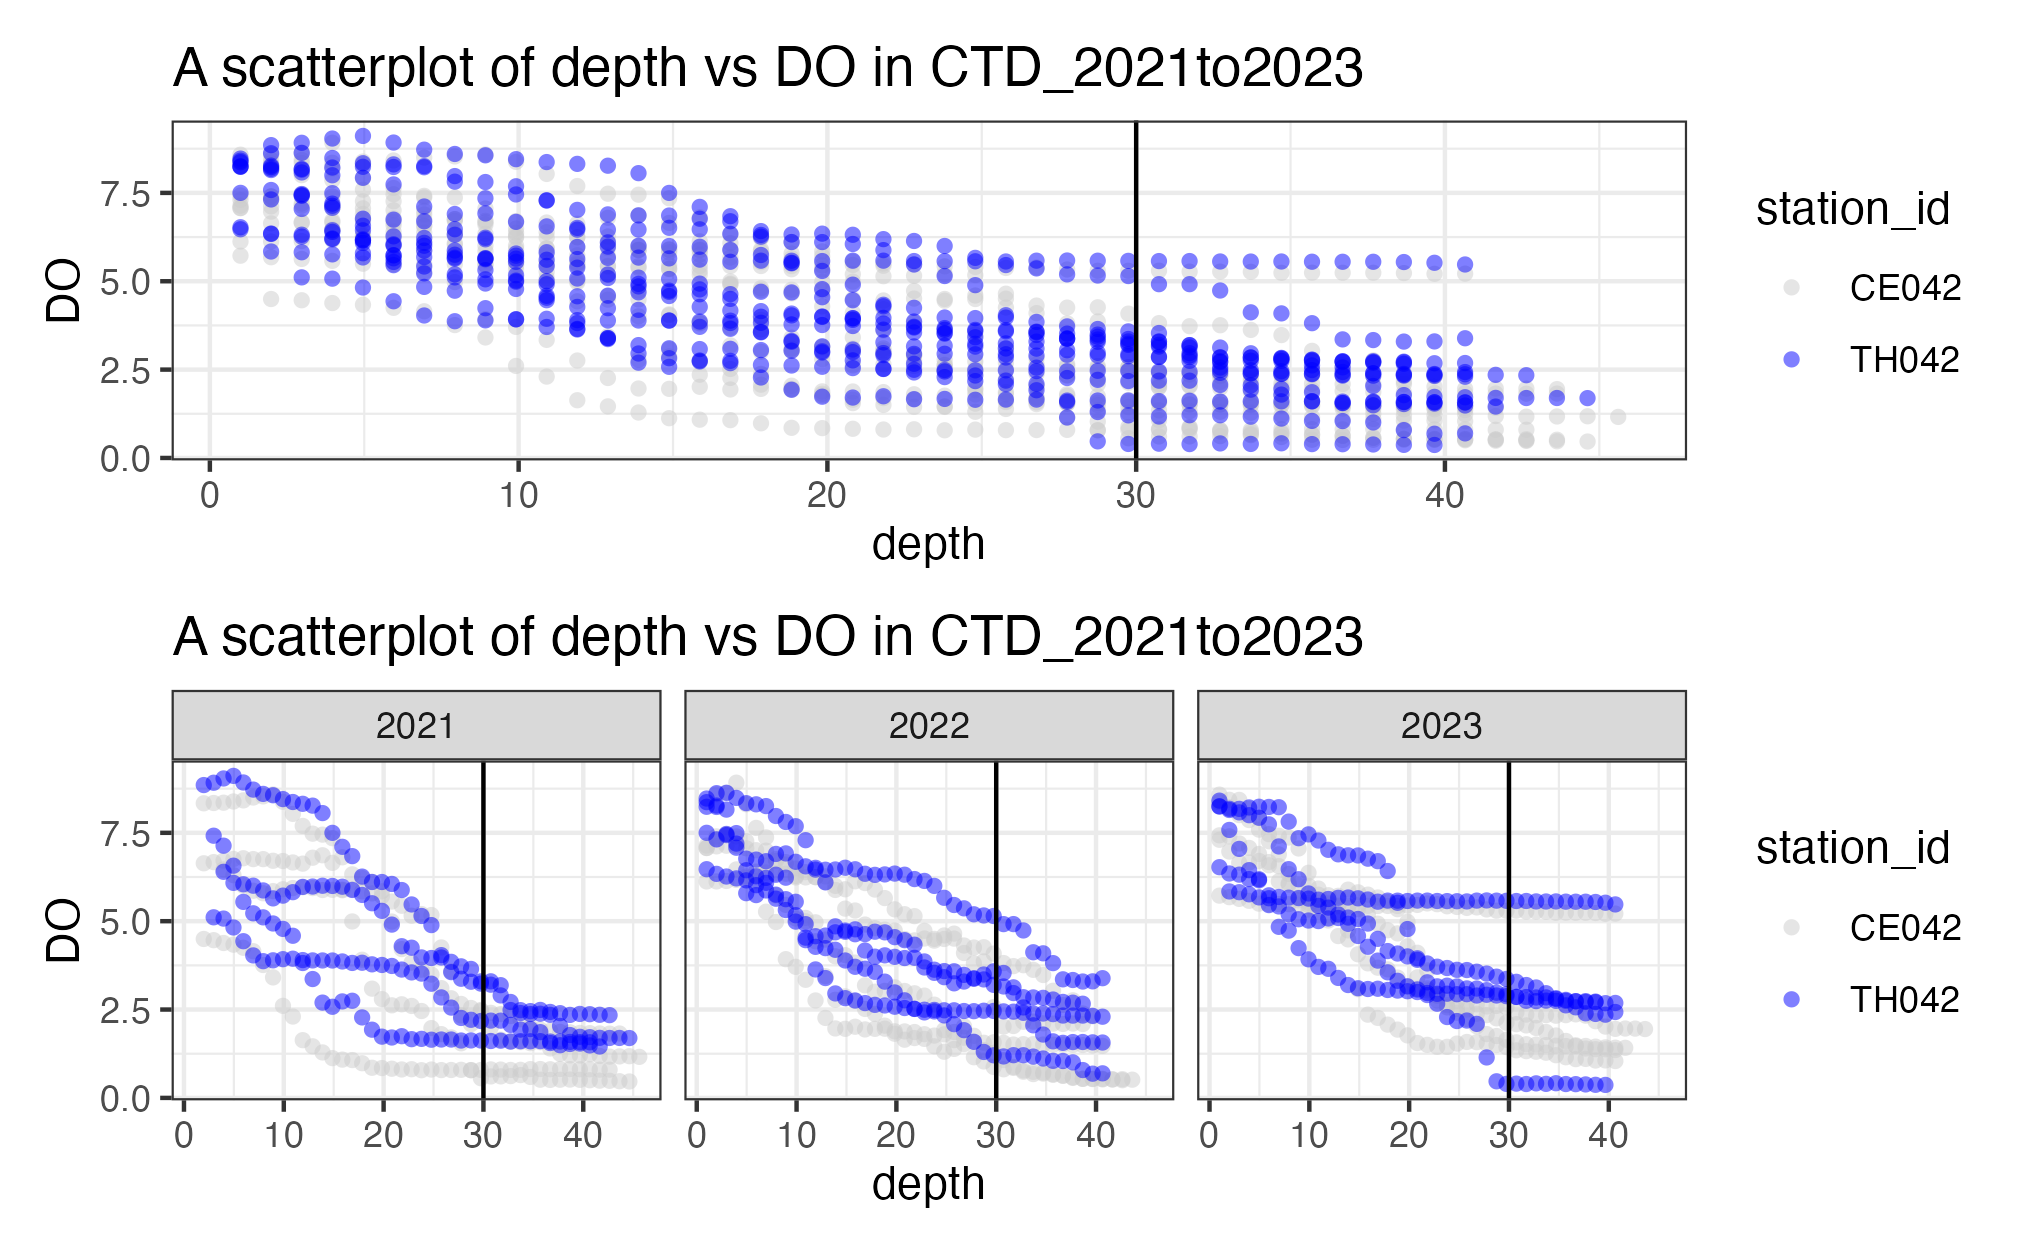 A scatterplot of depth vs DO in CTD_2021to2023
DO
7.5
5.0
2.5
0.0
0 10 20 30 40
depth
station_id
CE042
TH042
A scatterplot of depth vs DO in CTD_2021to2023
2021 2022 2023
DO
7.5
5.0
2.5
0.0
0 10 20 30 40 0 10 20 30 40 0 10 20 30 40
depth
station_id
CE042
TH042